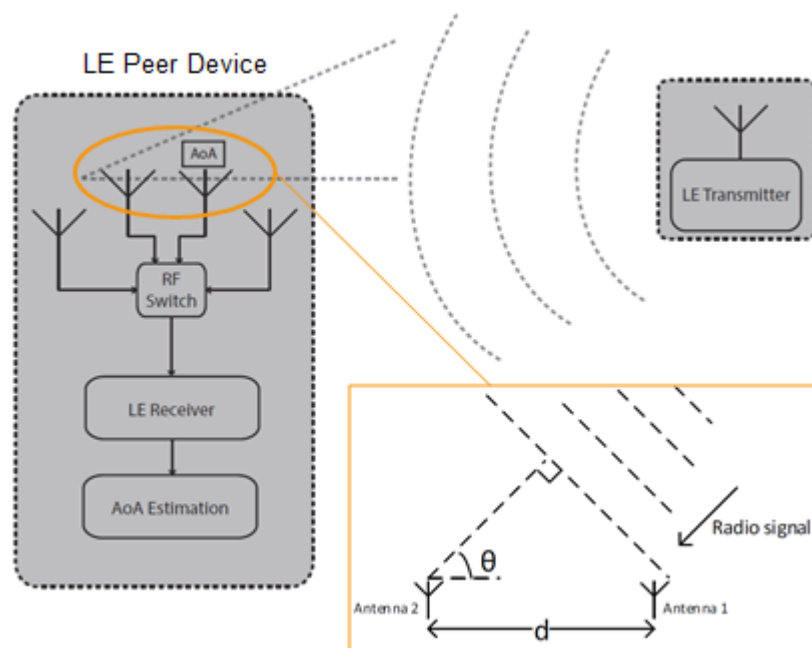 LE Peer Device
AoA
LE Transmitter
RF
Switch
LE Receiver
AoA Estimation
Radio signal
θ
Antenna 2
Antenna 1
d